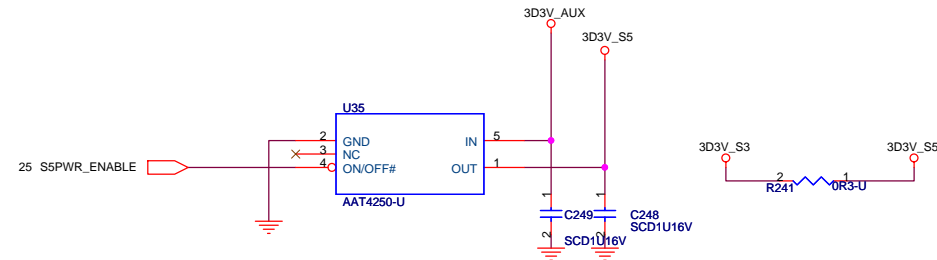 3D3V_AUX
3D3V_S5
U35
2 GND IN 5
3 NC
25 S5PWR_ENABLE 4 ON/OFF# OUT 1
AAT4250-U
1 1
C249 C248
SCD1U16V
2 2
SCD1U16V
3D3V_S3 3D3V_S5
2 1
R241 0R3-U